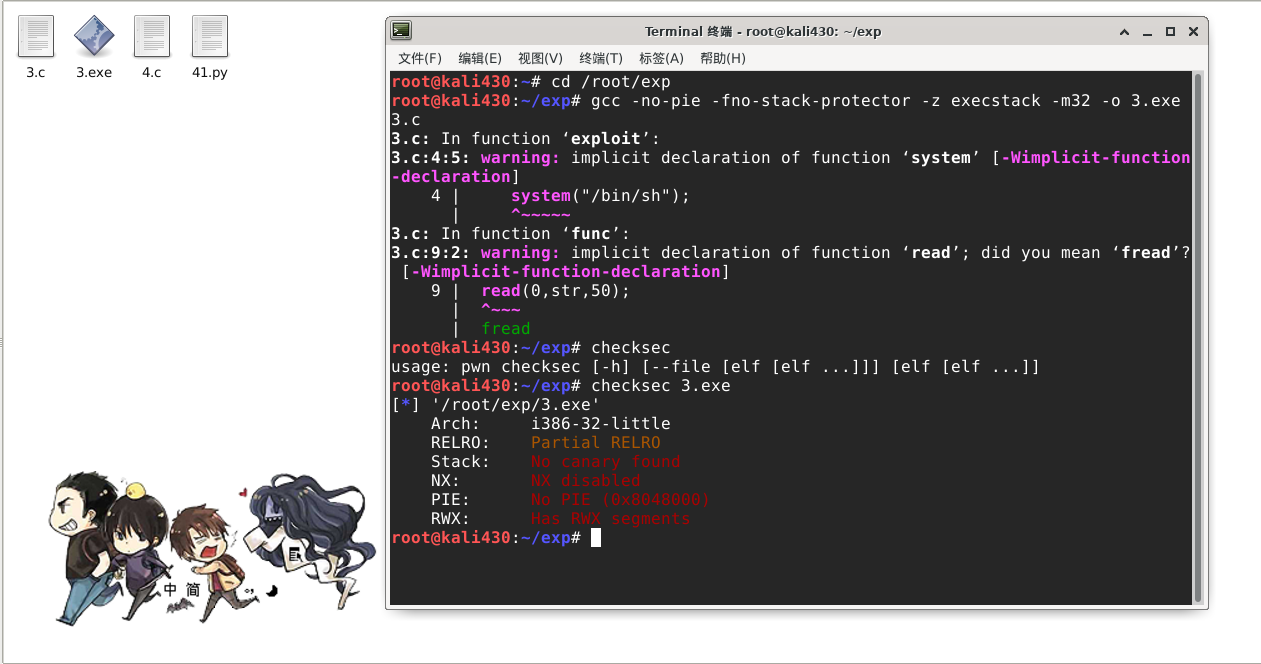 3.c
3.exe
4.c
41.py
Terminal 终端 - root@kali430: ~/exp
文件(F) 编辑(E) 视图(V) 终端(T) 标签(A) 帮助(H)
root@kali430:~# cd /root/exp
root@kali430:~/exp# gcc -no-pie -fno-stack-protector -z execstack -m32 -o 3.exe
3.c
3.c: In function ‘exploit’:
3.c:4:5: warning: implicit declaration of function ‘system’ [-Wimplicit-function
-declaration]
    4 |     system("/bin/sh");
      |     ^~~~~~
3.c: In function ‘func’:
3.c:9:2: warning: implicit declaration of function ‘read’; did you mean ‘fread’?
 [-Wimplicit-function-declaration]
    9 |  read(0,str,50);
      |  ^~~~
      |  fread
root@kali430:~/exp# checksec
usage: pwn checksec [-h] [--file [elf [elf ...]]] [elf [elf ...]]
root@kali430:~/exp# checksec 3.exe
[*] '/root/exp/3.exe'
    Arch:     i386-32-little
    RELRO:    Partial RELRO
    Stack:    No canary found
    NX:       NX disabled
    PIE:      No PIE (0x8048000)
    RWX:      Has RWX segments
root@kali430:~/exp#
中 简